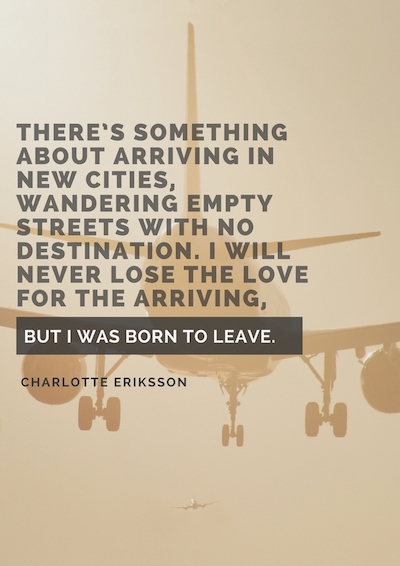 THERE'S SOMETHING
ABOUT ARRIVING IN
NEW CITIES,
WANDERING EMPTY
STREETS WITH NO
DESTINATION. I WILL
NEVER LOSE THE LOVE
FOR THE ARRIVING,
BUT I WAS BORN TO LEAVE.
CHARLOTTE ERIKSSON